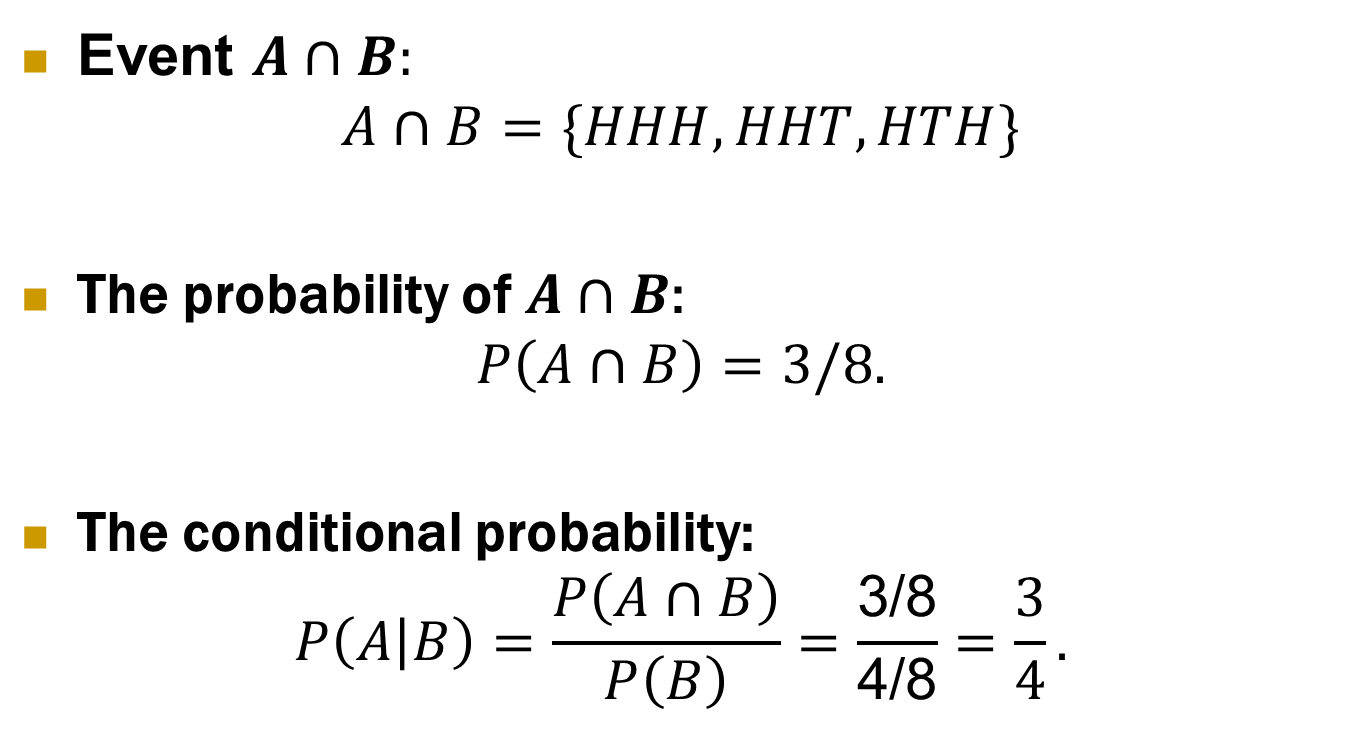 ■ Event A ∩ B:
A ∩ B = {HHH, HHT, HTH}
■ The probability of A ∩ B:
P(A ∩ B) = 3/8.
■ The conditional probability:
P(A|B) = P(A ∩ B) / P(B) = 3/8 / 4/8 = 3/4.